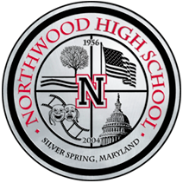 NORTHWOOD HIGH SCHOOL
1956
N
2004
• SILVER SPRING, MARYLAND •